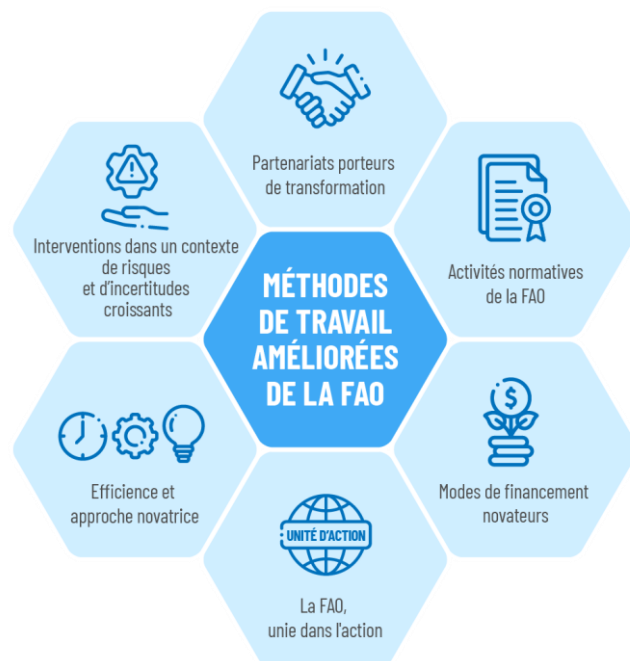 Partenariats porteurs
de transformation
Interventions dans un contexte
de risques
et d'incertitudes
croissants
Activités normatives
de la FAO
MÉTHODES
DE TRAVAIL
AMÉLIORÉES
DE LA FAO
$
Efficience et
approche novatrice
Modes de financement
novateurs
UNITÉ D'ACTION
La FAO,
unie dans l'action